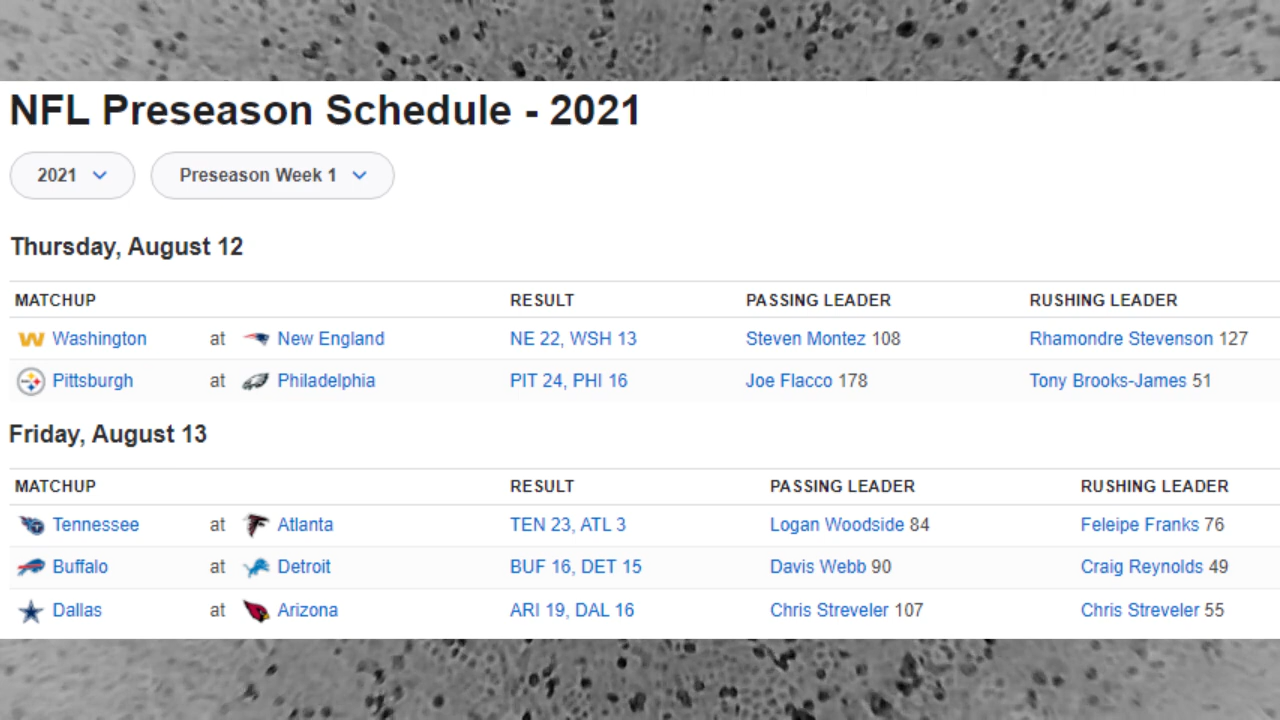 NFL Preseason Schedule - 2021
2021 Preseason Week 1
Thursday, August 12
MATCHUP RESULT PASSING LEADER RUSHING LEADER
W Washington at New England NE 22, WSH 13 Steven Montez 108 Rhamondre Stevenson 127
Pittsburgh at Philadelphia PIT 24, PHI 16 Joe Flacco 178 Tony Brooks-James 51
Friday, August 13
MATCHUP RESULT PASSING LEADER RUSHING LEADER
Tennessee at Atlanta TEN 23, ATL 3 Logan Woodside 84 Feleipe Franks 76
Buffalo at Detroit BUF 16, DET 15 Davis Webb 90 Craig Reynolds 49
Dallas at Arizona ARI 19, DAL 16 Chris Streveler 107 Chris Streveler 55